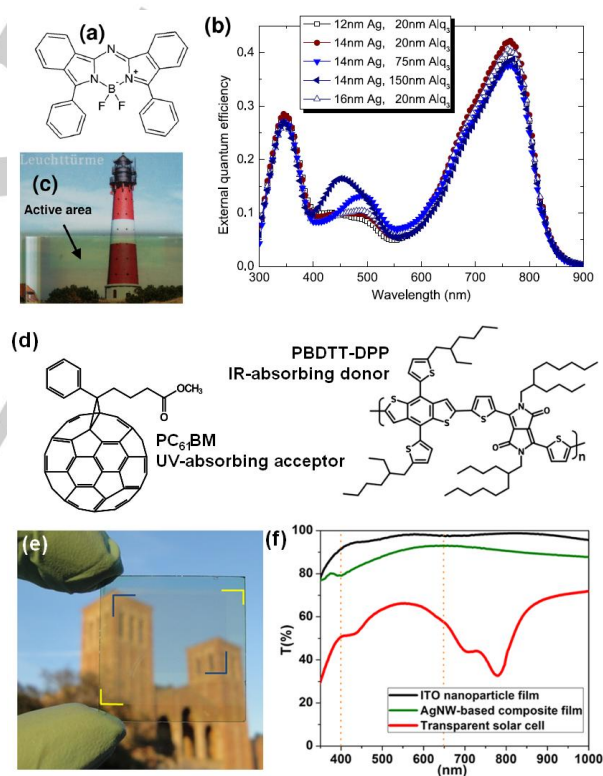 (a)
N
N
N
+
B
F
F
(b)
12nm Ag, 20nm Alq3
14nm Ag, 20nm Alq3
14nm Ag, 75nm Alq3
14nm Ag, 150nm Alq3
16nm Ag, 20nm Alq3
External quantum efficiency
0,4
0,3
0,2
0,1
0,0
300 400 500 600 700 800 900
Wavelength (nm)
Leuchttürme
(c)
Active area
(d)
O
OCH3
PC61BM
UV-absorbing acceptor
PBDTT-DPP
IR-absorbing donor
S
S
S
S
S
O
N
N
O
S
n
(e)
(f)
T(%)
100
80
60
40
20
0
ITO nanoparticle film
AgNW-based composite film
Transparent solar cell
400 500 600 700 800 900 1000
(nm)